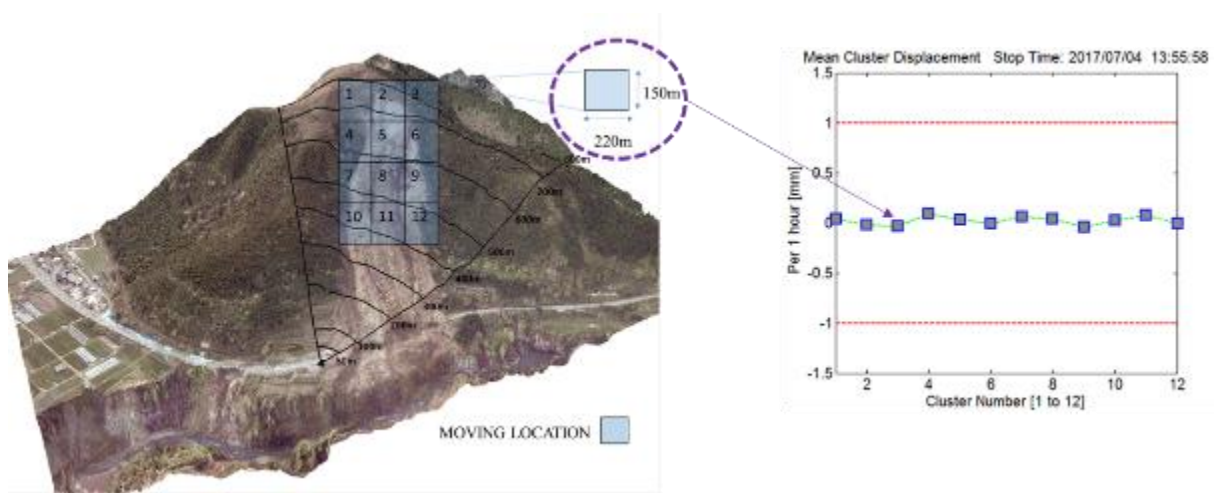 1 2 3
4 5 6
7 8 9
10 11 12
150m
220m
200m
50m
MOVING LOCATION
Mean Cluster Displacement Stop Time: 2017/07/04 13:55:58
Per 1 hour [mm]
1.5
1
0.5
0
-0.5
-1
-1.5
2 4 6 8 10 12
Cluster Number [1 to 12]